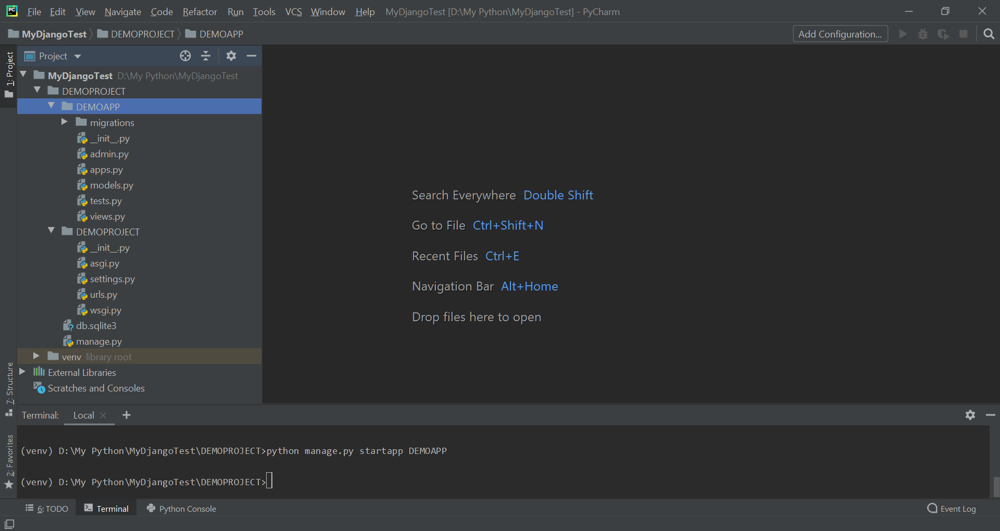 File Edit View Navigate Code Refactor Run Tools VCS Window Help MyDjangoTest [D:\My Python\MyDjangoTest] - PyCharm
MyDjangoTest DEMOPROJECT DEMOAPP Add Configuration...
1: Project
Project
MyDjangoTest D:\My Python\MyDjangoTest
DEMOPROJECT
DEMOAPP
migrations
__init__.py
admin.py
apps.py
models.py
tests.py
views.py
DEMOPROJECT
__init__.py
asgi.py
settings.py
urls.py
wsgi.py
db.sqlite3
manage.py
venv library root
External Libraries
Scratches and Consoles
Search Everywhere Double Shift
Go to File Ctrl+Shift+N
Recent Files Ctrl+E
Navigation Bar Alt+Home
Drop files here to open
7: Structure
2: Favorites
Terminal: Local
(venv) D:\My Python\MyDjangoTest\DEMOPROJECT>python manage.py startapp DEMOAPP
(venv) D:\My Python\MyDjangoTest\DEMOPROJECT>
6: TODO Terminal Python Console Event Log